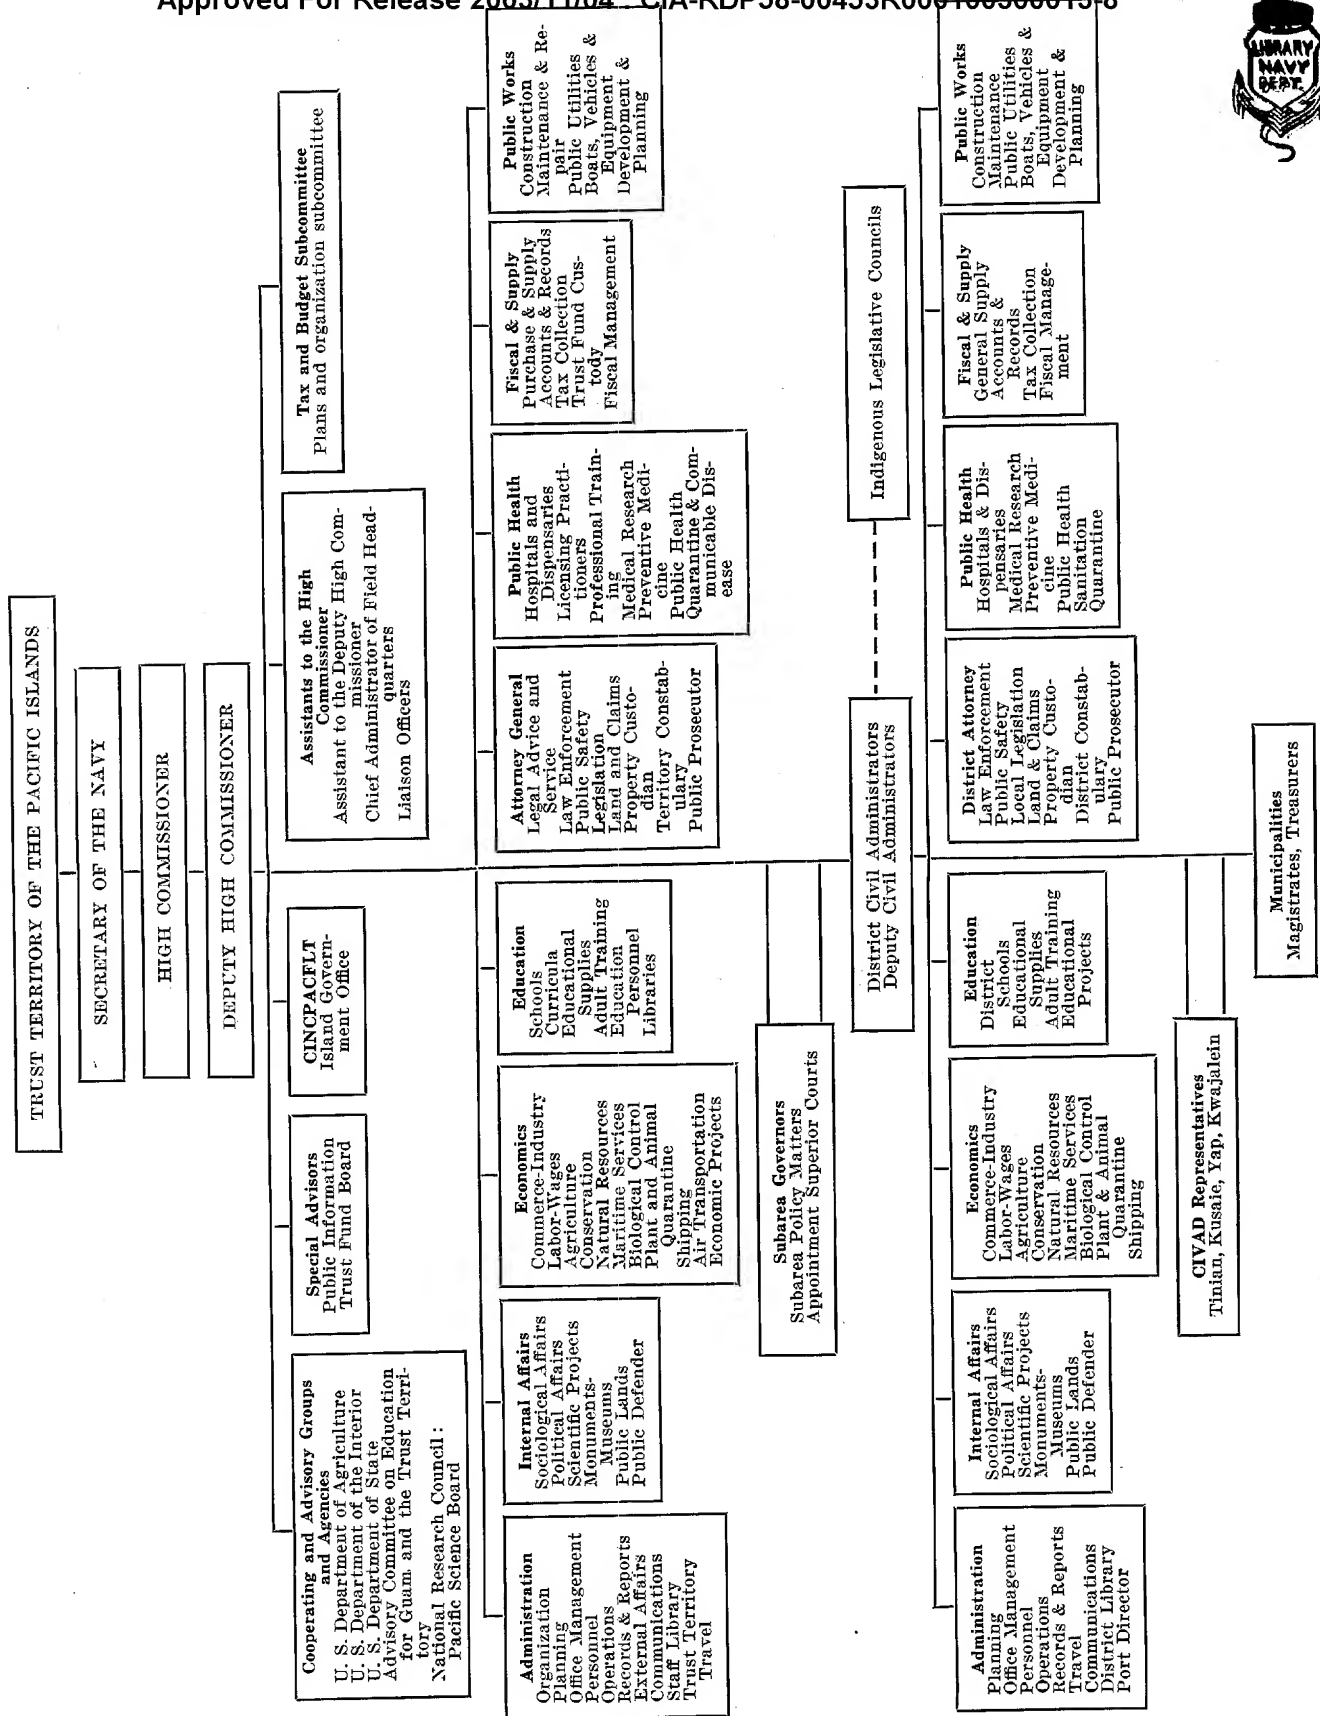 Approved For Release 2003/11/04 :
LIBRARY
NAVY
DEPT.
TRUST TERRITORY OF THE PACIFIC ISLANDS
SECRETARY OF THE NAVY
HIGH COMMISSIONER
DEPUTY HIGH COMMISSIONER
Cooperating and Advisory Groups
and Agencies
U. S. Department of Agriculture
U. S. Department of the Interior
U. S. Department of State
Advisory Committee on Education
for Guam and the Trust Terri-
tory
National Research Council:
Pacific Science Board
Special Advisors
Public Information
Trust Fund Board
CINCPACFLT
Island Govern-
ment Office
Assistants to the High
Commissioner
Assistant to the Deputy High Com-
missioner
Chief Administrator of Field Head-
quarters
Liaison Officers
Tax and Budget Subcommittee
Plans and organization subcommittee
Administration
Organization
Planning
Office Management
Personnel
Operations
Records & Reports
External Affairs
Communications
Staff Library
Trust Territory
Travel
Internal Affairs
Sociological Affairs
Political Affairs
Scientific Projects
Monuments-
Museums
Public Lands
Public Defender
Economics
Commerce-Industry
Labor-Wages
Agriculture
Conservation
Natural Resources
Maritime Services
Biological Control
Plant and Animal
Quarantine
Shipping
Air Transportation
Economic Projects
Education
Schools
Curricula
Educational
Supplies
Adult Training
Education
Personnel
Libraries
Attorney General
Legal Advice and
Service
Law Enforcement
Public Safety
Legislation
Land and Claims
Property Custo-
dian
Territory Constab-
ulary
Public Prosecutor
Public Health
Hospitals and
Dispensaries
Licensing Practi-
tioners
Professional Train-
ing
Medical Research
Preventive Medi-
cine
Public Health
Quarantine & Com-
municable Dis-
ease
Fiscal & Supply
Purchase & Supply
Accounts & Records
Tax Collection
Trust Fund Cus-
tody
Fiscal Management
Public Works
Construction
Maintenance & Re-
pair
Public Utilities
Boats, Vehicles &
Equipment
Development &
Planning
Subarea Governors
Subarea Policy Matters
Appointment Superior Courts
District Civil Administrators
Deputy Civil Administrators
Indigenous Legislative Councils
Administration
Planning
Office Management
Personnel
Operations
Records & Reports
Travel
Communications
District Library
Port Director
Internal Affairs
Sociological Affairs
Political Affairs
Scientific Projects
Monuments-
Museums
Public Lands
Public Defender
Economics
Commerce-Industry
Labor-Wages
Agriculture
Conservation
Natural Resources
Maritime Services
Biological Control
Plant & Animal
Quarantine
Shipping
Education
District
Schools
Educational
Supplies
Adult Training
Educational
Projects
District Attorney
Law Enforcement
Public Safety
Local Legislation
Land & Claims
Property Custo-
dian
District Constab-
ulary
Public Prosecutor
Public Health
Hospitals & Dis-
pensaries
Medical Research
Preventive Medi-
cine
Public Health
Sanitation
Quarantine
Fiscal & Supply
General Supply
Accounts &
Records
Tax Collection
Fiscal Manage-
ment
Public Works
Construction
Maintenance
Public Utilities
Boats, Vehicles &
Equipment
Development &
Planning
CIVAD Representatives
Tinian, Kusaie, Yap, Kwajalein
Municipalities
Magistrates, Treasurers